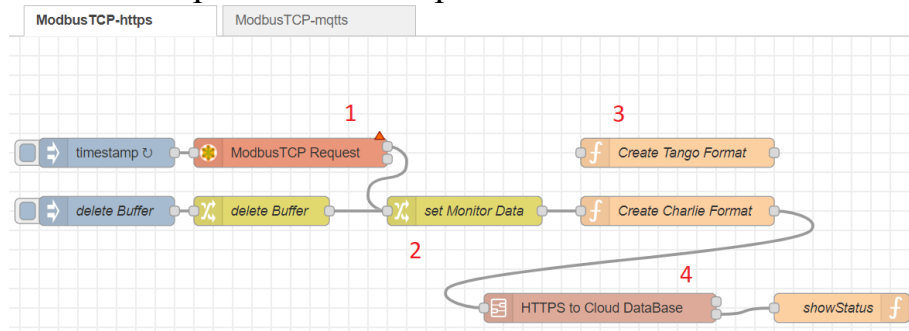 ModbusTCP-https
ModbusTCP-mqtts
1
3
timestamp ↻
ModbusTCP Request
Create Tango Format
delete Buffer
delete Buffer
set Monitor Data
Create Charlie Format
2
4
HTTPS to Cloud DataBase
showStatus